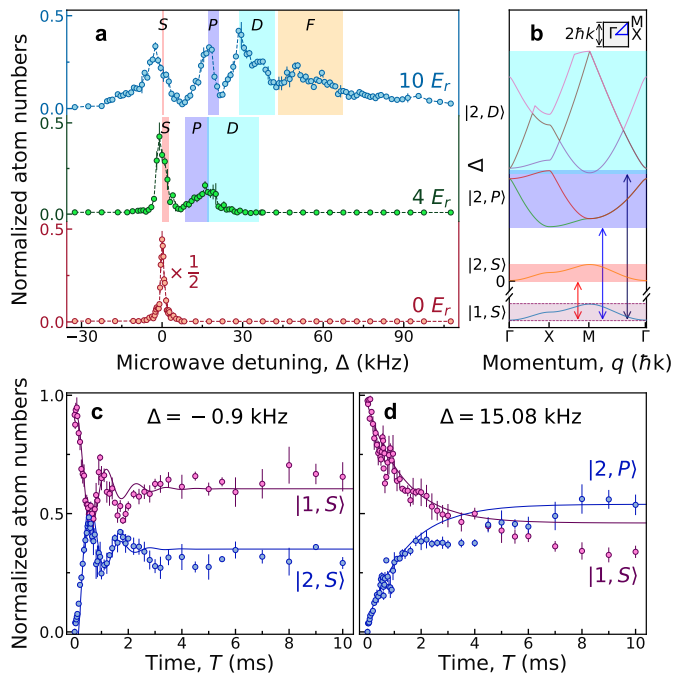 Normalized atom numbers
0.5
0.0
a
S
P
D
F
10 E_r
0.5
0.0
S
P
D
4 E_r
0.5
0.0
× 1/2
0 E_r
−30
0
30
60
90
Microwave detuning, Δ (kHz)
b
2ħk
Γ
M
X
Δ
|2, D⟩
|2, P⟩
|2, S⟩
0
|1, S⟩
Γ
X
M
Γ
Momentum, q (ħk)
Normalized atom numbers
1.0
0.5
0.0
c
Δ = − 0.9 kHz
|1, S⟩
|2, S⟩
0
2
4
6
8
10
Time, T (ms)
d
Δ = 15.08 kHz
|2, P⟩
|1, S⟩
0
2
4
6
8
10
Time, T (ms)